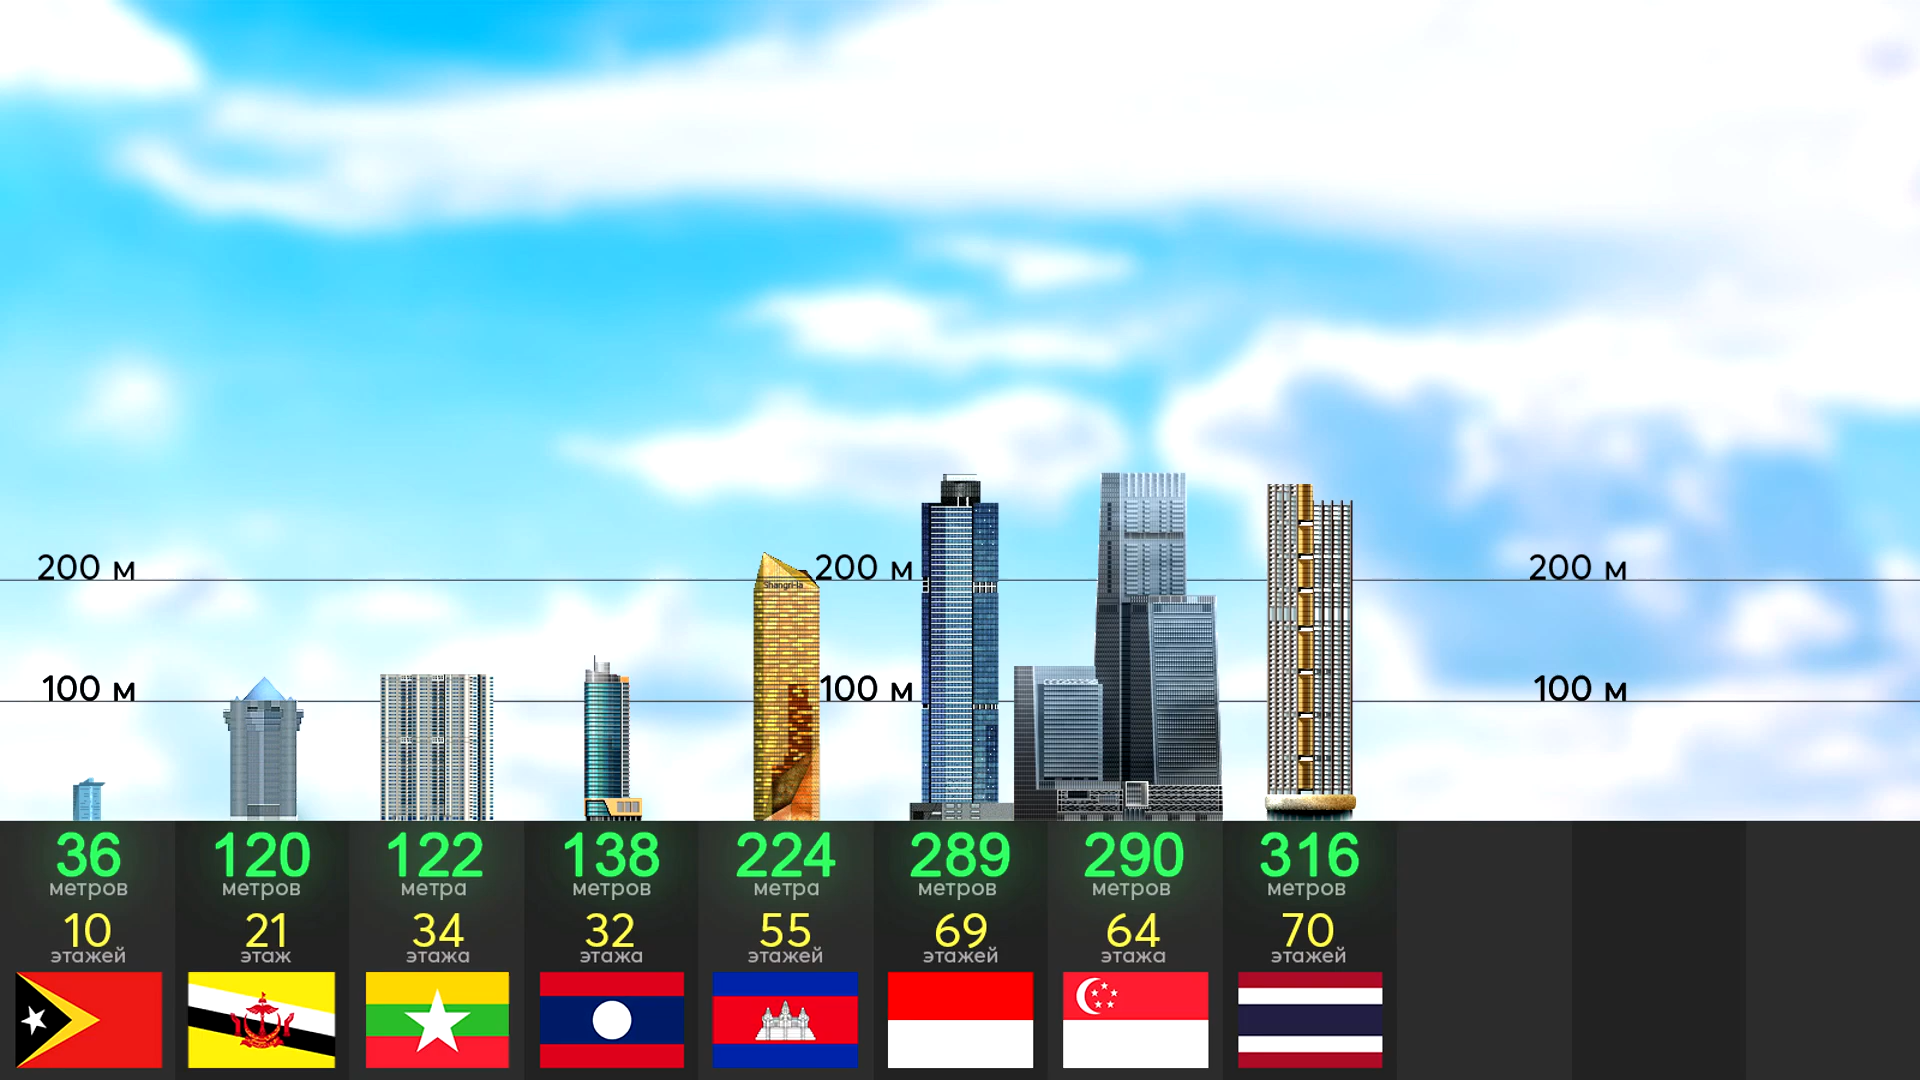 200 м
200 м
200 м
Shangri-la
100 м
100 м
100 м
36 120 122 138 224 289 290 316
метров метров метра метров метра метров метров метров
10 21 34 32 55 69 64 70
этажей этаж этажа этажа этажей этажей этажа этажей